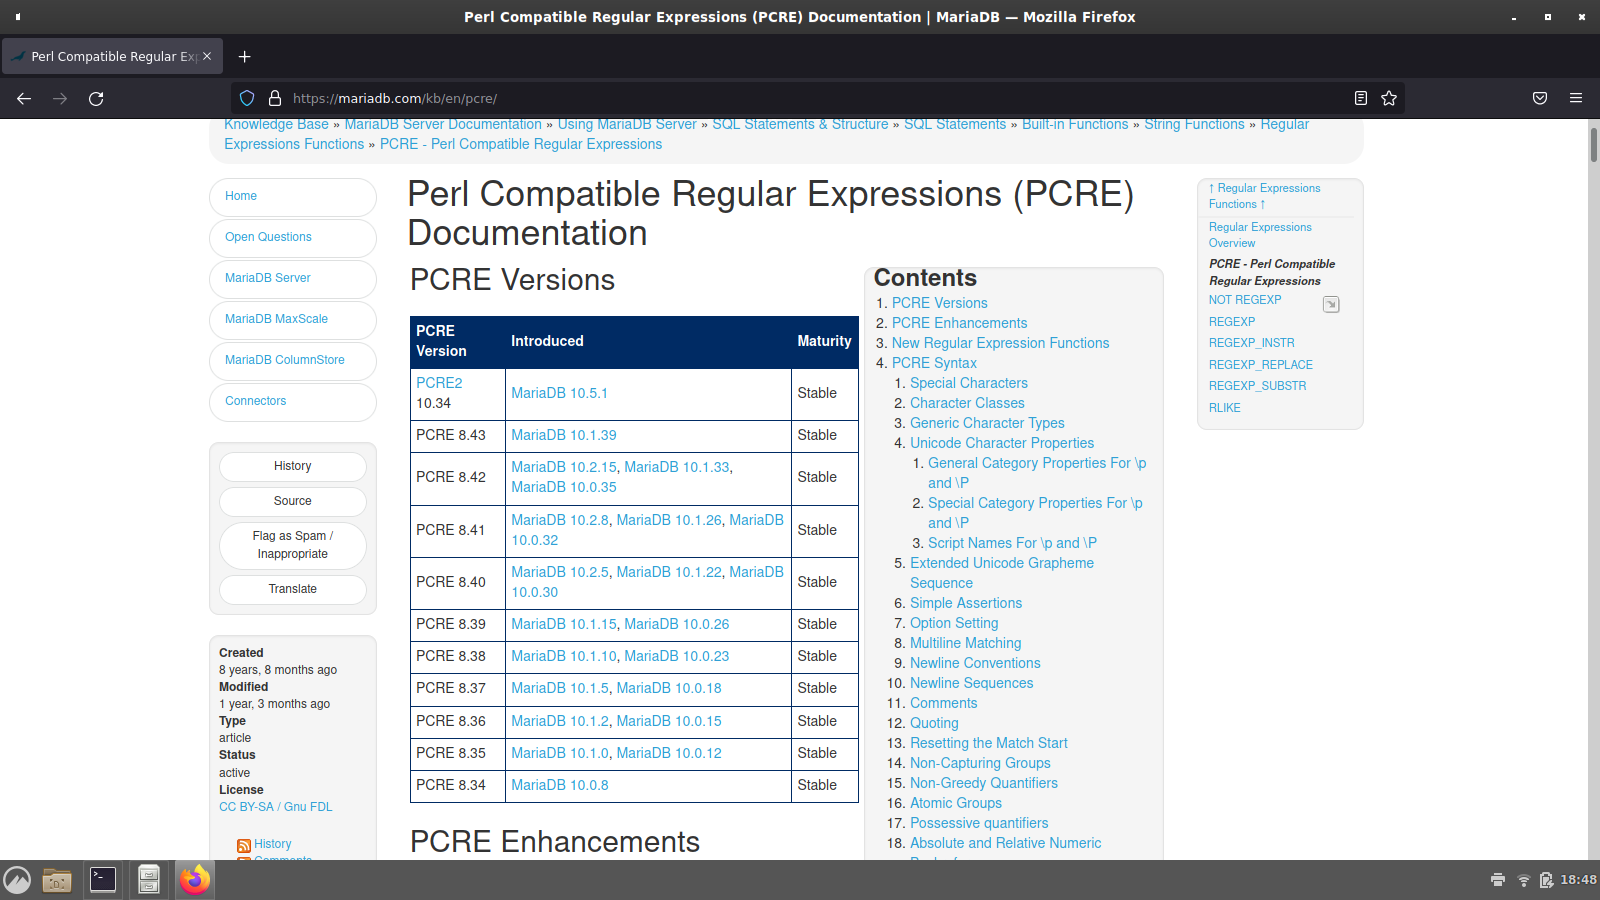 Perl Compatible Regular Expressions (PCRE) Documentation | MariaDB — Mozilla Firefox
Perl Compatible Regular Exp
https://mariadb.com/kb/en/pcre/
Knowledge Base » MariaDB Server Documentation » Using MariaDB Server » SQL Statements & Structure » SQL Statements » Built-in Functions » String Functions » Regular
Expressions Functions » PCRE - Perl Compatible Regular Expressions
Home
Open Questions
MariaDB Server
MariaDB MaxScale
MariaDB ColumnStore
Connectors
History
Source
Flag as Spam /
Inappropriate
Translate
Created
8 years, 8 months ago
Modified
1 year, 3 months ago
Type
article
Status
active
License
CC BY-SA / Gnu FDL
History
Comments
Perl Compatible Regular Expressions (PCRE)
Documentation
PCRE Versions
PCRE
Version
Introduced
Maturity
PCRE2
10.34
MariaDB 10.5.1
Stable
PCRE 8.43
MariaDB 10.1.39
Stable
PCRE 8.42
MariaDB 10.2.15, MariaDB 10.1.33,
MariaDB 10.0.35
Stable
PCRE 8.41
MariaDB 10.2.8, MariaDB 10.1.26, MariaDB
10.0.32
Stable
PCRE 8.40
MariaDB 10.2.5, MariaDB 10.1.22, MariaDB
10.0.30
Stable
PCRE 8.39
MariaDB 10.1.15, MariaDB 10.0.26
Stable
PCRE 8.38
MariaDB 10.1.10, MariaDB 10.0.23
Stable
PCRE 8.37
MariaDB 10.1.5, MariaDB 10.0.18
Stable
PCRE 8.36
MariaDB 10.1.2, MariaDB 10.0.15
Stable
PCRE 8.35
MariaDB 10.1.0, MariaDB 10.0.12
Stable
PCRE 8.34
MariaDB 10.0.8
Stable
PCRE Enhancements
Contents
1. PCRE Versions
2. PCRE Enhancements
3. New Regular Expression Functions
4. PCRE Syntax
1. Special Characters
2. Character Classes
3. Generic Character Types
4. Unicode Character Properties
1. General Category Properties For \p
and \P
2. Special Category Properties For \p
and \P
3. Script Names For \p and \P
5. Extended Unicode Grapheme
Sequence
6. Simple Assertions
7. Option Setting
8. Multiline Matching
9. Newline Conventions
10. Newline Sequences
11. Comments
12. Quoting
13. Resetting the Match Start
14. Non-Capturing Groups
15. Non-Greedy Quantifiers
16. Atomic Groups
17. Possessive quantifiers
18. Absolute and Relative Numeric
↑ Regular Expressions
Functions ↑
Regular Expressions
Overview
PCRE - Perl Compatible
Regular Expressions
NOT REGEXP
REGEXP
REGEXP_INSTR
REGEXP_REPLACE
REGEXP_SUBSTR
RLIKE
18:48